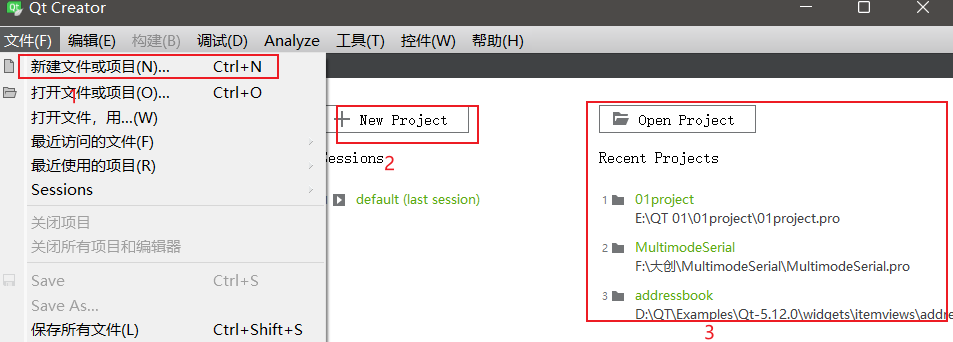 Qt Creator
文件(F) 编辑(E) 构建(B) 调试(D) Analyze 工具(T) 控件(W) 帮助(H)
新建文件或项目(N)... Ctrl+N
1
打开文件或项目(O)... Ctrl+O
打开文件，用...(W)
最近访问的文件(F)
最近使用的项目(R)
Sessions
关闭项目
关闭所有项目和编辑器
Save Ctrl+S
Save As...
保存所有文件(L) Ctrl+Shift+S
New Project
2
Sessions
default (last session)
Open Project
Recent Projects
1 01project
E:\QT 01\01project\01project.pro
2 MultimodeSerial
F:\大创\MultimodeSerial\MultimodeSerial.pro
3 addressbook
D:\QT\Examples\Qt-5.12.0\widgets\itemviews\addre
3